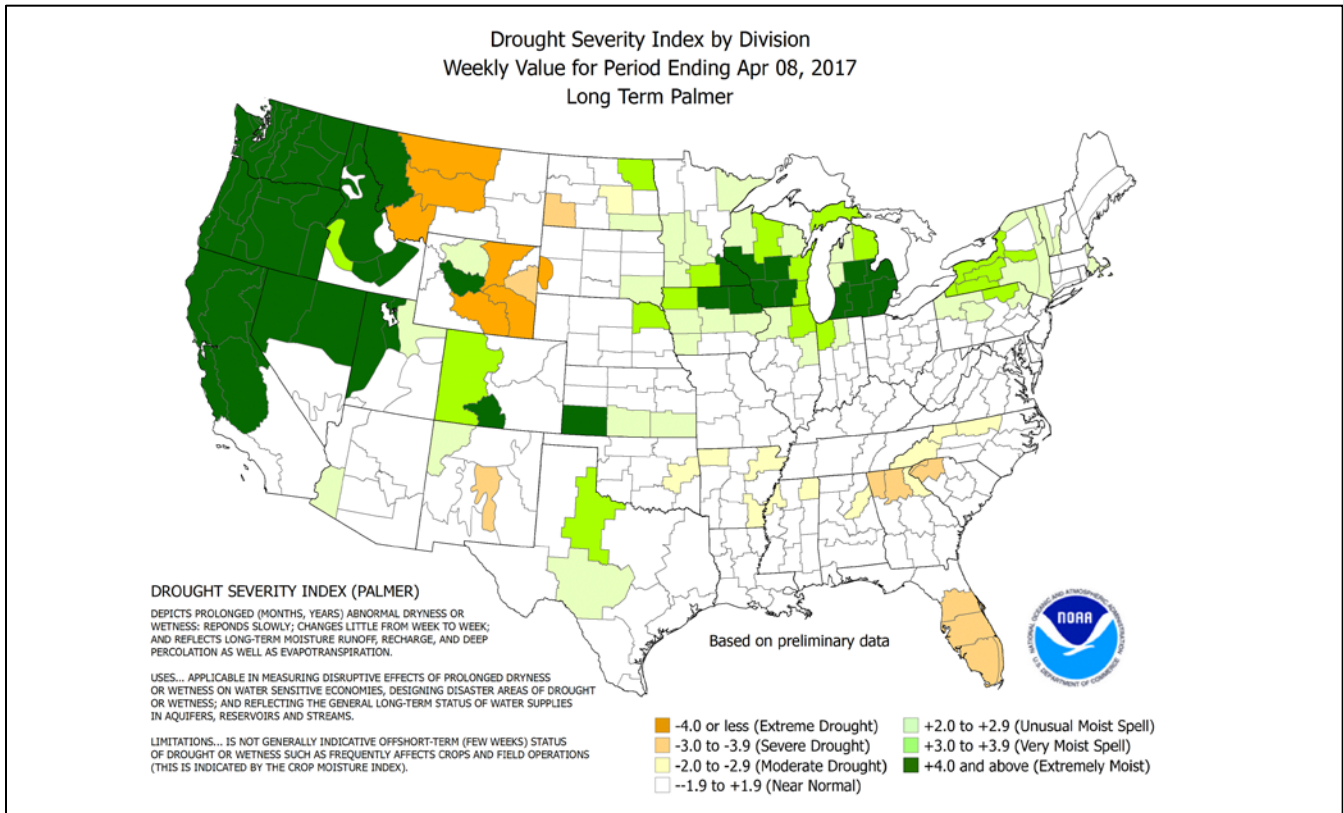 Drought Severity Index by Division
Weekly Value for Period Ending Apr 08, 2017
Long Term Palmer
DROUGHT SEVERITY INDEX (PALMER)
DEPICTS PROLONGED (MONTHS, YEARS) ABNORMAL DRYNESS OR
WETNESS: REPONDS SLOWLY; CHANGES LITTLE FROM WEEK TO WEEK;
AND REFLECTS LONG-TERM MOISTURE RUNOFF, RECHARGE, AND DEEP
PERCOLATION AS WELL AS EVAPOTRANSPIRATION.
USES... APPLICABLE IN MEASURING DISRUPTIVE EFFECTS OF PROLONGED DRYNESS
OR WETNESS ON WATER SENSITIVE ECONOMIES, DESIGNING DISASTER AREAS OF DROUGHT
OR WETNESS; AND REFLECTING THE GENERAL LONG-TERM STATUS OF WATER SUPPLIES
IN AQUIFERS, RESERVOIRS AND STREAMS.
LIMITATIONS... IS NOT GENERALLY INDICATIVE OFFSHORT-TERM (FEW WEEKS) STATUS
OF DROUGHT OR WETNESS SUCH AS FREQUENTLY AFFECTS CROPS AND FIELD OPERATIONS
(THIS IS INDICATED BY THE CROP MOISTURE INDEX).
Based on preliminary data
NATIONAL OCEANIC AND ATMOSPHERIC ADMINISTRATION
NOAA
U.S. DEPARTMENT OF COMMERCE
-4.0 or less (Extreme Drought)
-3.0 to -3.9 (Severe Drought)
-2.0 to -2.9 (Moderate Drought)
--1.9 to +1.9 (Near Normal)
+2.0 to +2.9 (Unusual Moist Spell)
+3.0 to +3.9 (Very Moist Spell)
+4.0 and above (Extremely Moist)